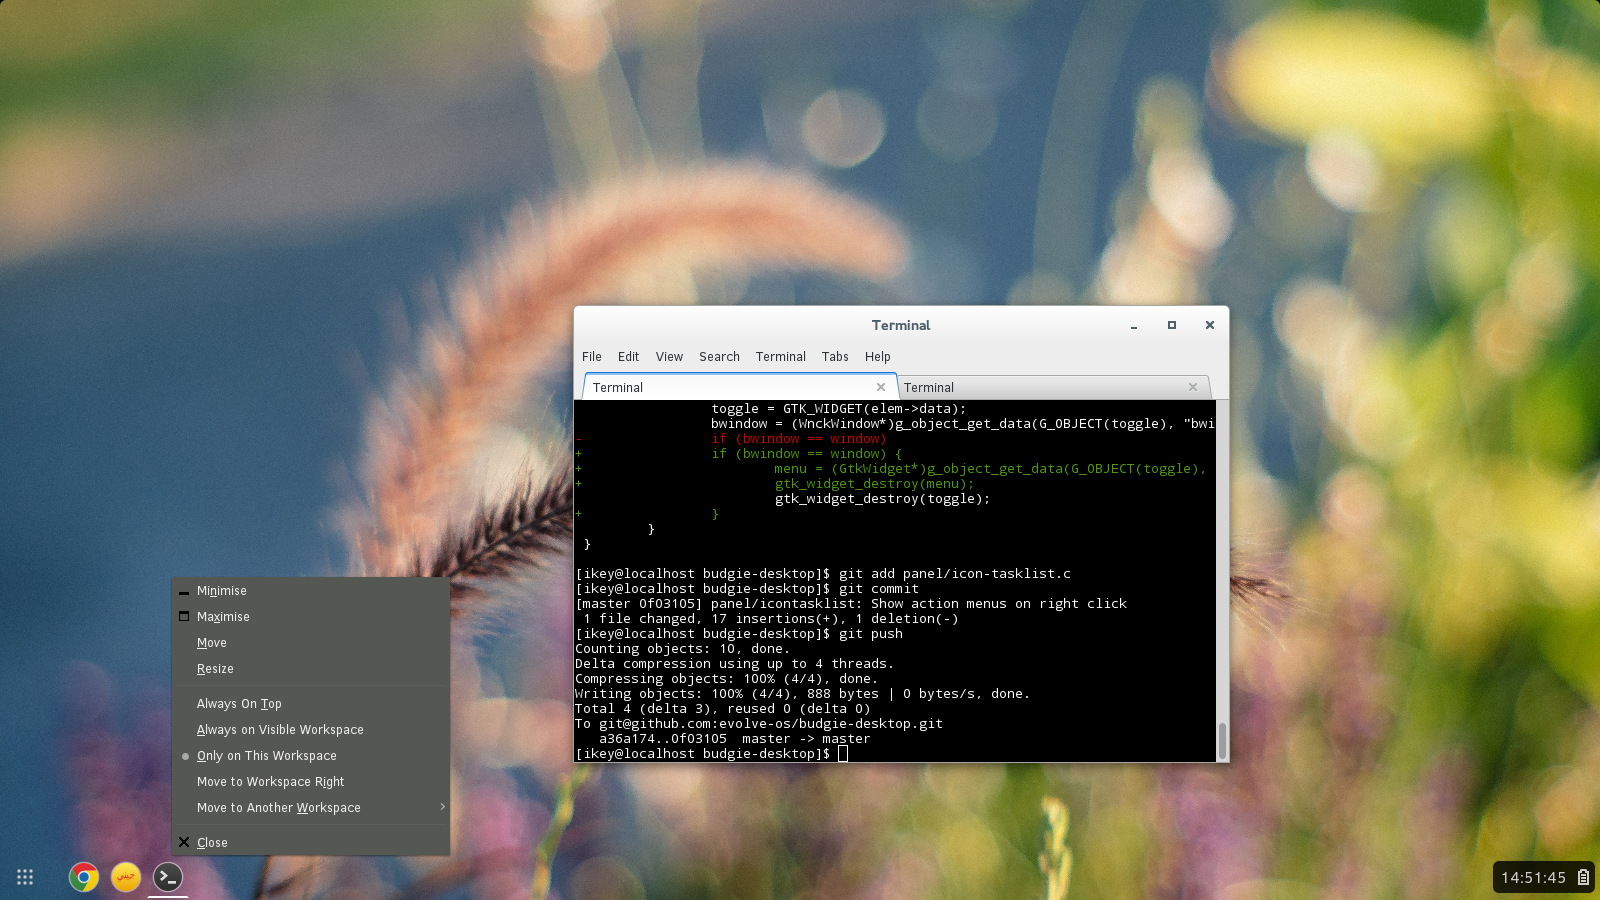 Terminal
File Edit View Search Terminal Tabs Help
Terminal Terminal
toggle = GTK_WIDGET(elem->data);
bwindow = (WnckWindow*)g_object_get_data(G_OBJECT(toggle), "bwi
- if (bwindow == window)
+ if (bwindow == window) {
+ menu = (GtkWidget*)g_object_get_data(G_OBJECT(toggle),
+ gtk_widget_destroy(menu);
gtk_widget_destroy(toggle);
+ }
}
}
[ikey@localhost budgie-desktop]$ git add panel/icon-tasklist.c
[ikey@localhost budgie-desktop]$ git commit
[master 0f03105] panel/icontasklist: Show action menus on right click
1 file changed, 17 insertions(+), 1 deletion(-)
[ikey@localhost budgie-desktop]$ git push
Counting objects: 10, done.
Delta compression using up to 4 threads.
Compressing objects: 100% (4/4), done.
Writing objects: 100% (4/4), 888 bytes | 0 bytes/s, done.
Total 4 (delta 3), reused 0 (delta 0)
To git@github.com:evolve-os/budgie-desktop.git
a36a174..0f03105 master -> master
[ikey@localhost budgie-desktop]$
Minimise
Maximise
Move
Resize
Always On Top
Always on Visible Workspace
Only on This Workspace
Move to Workspace Right
Move to Another Workspace
Close
14:51:45